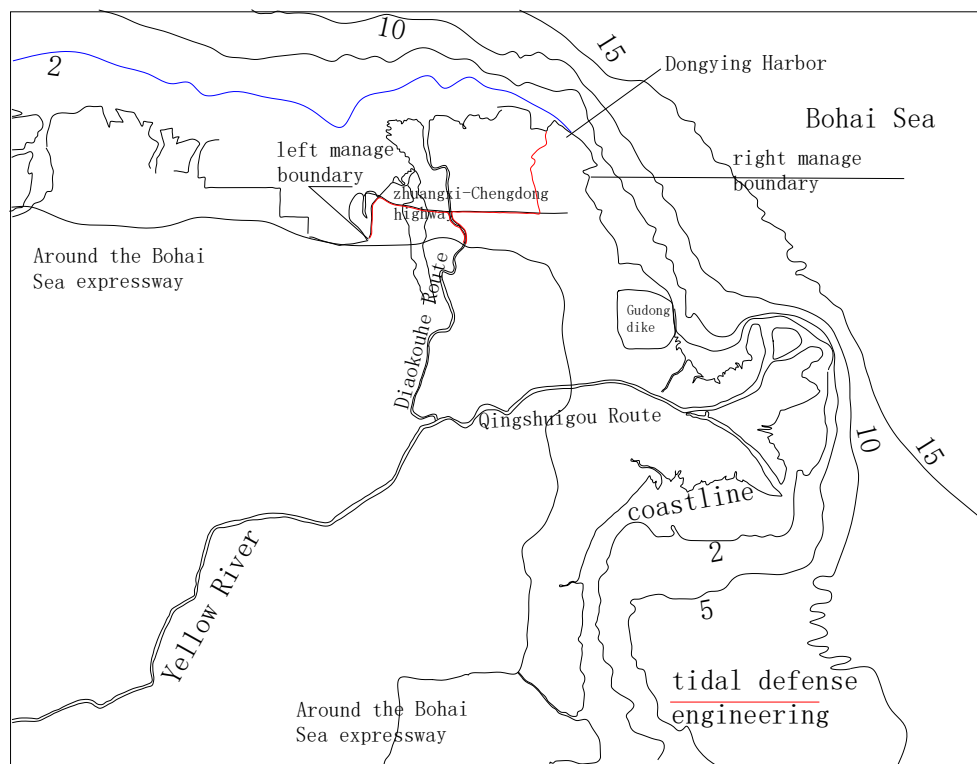 15
10
2
Dongying Harbor
Bohai Sea
left manage
boundary
right manage
boundary
zhuangxi-Chengdong
highway
Around the Bohai
Sea expressway
Diaokouhe Route
Gudong
dike
Qingshuigou Route
10
15
coastline
2
5
Yellow River
tidal defense
engineering
Around the Bohai
Sea expressway